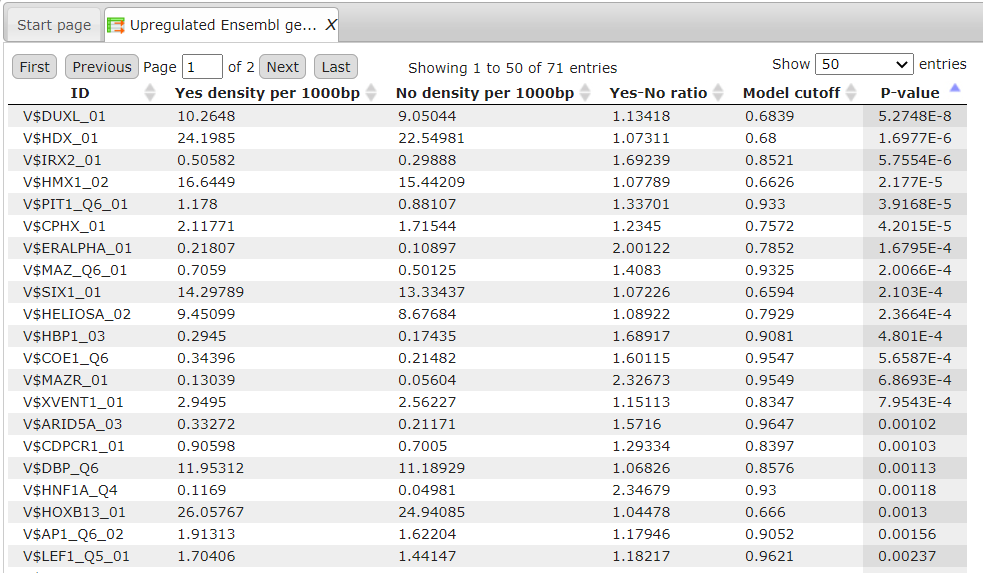 Start page Upregulated Ensembl ge... X
First Previous Page 1 of 2 Next Last Showing 1 to 50 of 71 entries Show 50 entries
ID Yes density per 1000bp No density per 1000bp Yes-No ratio Model cutoff P-value
V$DUXL_01 10.2648 9.05044 1.13418 0.6839 5.2748E-8
V$HDX_01 24.1985 22.54981 1.07311 0.68 1.6977E-6
V$IRX2_01 0.50582 0.29888 1.69239 0.8521 5.7554E-6
V$HMX1_02 16.6449 15.44209 1.07789 0.6626 2.177E-5
V$PIT1_Q6_01 1.178 0.88107 1.33701 0.933 3.9168E-5
V$CPHX_01 2.11771 1.71544 1.2345 0.7572 4.2015E-5
V$ERALPHA_01 0.21807 0.10897 2.00122 0.7852 1.6795E-4
V$MAZ_Q6_01 0.7059 0.50125 1.4083 0.9325 2.0066E-4
V$SIX1_01 14.29789 13.33437 1.07226 0.6594 2.103E-4
V$HELIOSA_02 9.45099 8.67684 1.08922 0.7929 2.3664E-4
V$HBP1_03 0.2945 0.17435 1.68917 0.9081 4.801E-4
V$COE1_Q6 0.34396 0.21482 1.60115 0.9547 5.6587E-4
V$MAZR_01 0.13039 0.05604 2.32673 0.9549 6.8693E-4
V$XVENT1_01 2.9495 2.56227 1.15113 0.8347 7.9543E-4
V$ARID5A_03 0.33272 0.21171 1.5716 0.9647 0.00102
V$CDPCR1_01 0.90598 0.7005 1.29334 0.8397 0.00103
V$DBP_Q6 11.95312 11.18929 1.06826 0.8576 0.00113
V$HNF1A_Q4 0.1169 0.04981 2.34679 0.93 0.00118
V$HOXB13_01 26.05767 24.94085 1.04478 0.666 0.0013
V$AP1_Q6_02 1.91313 1.62204 1.17946 0.9052 0.00156
V$LEF1_Q5_01 1.70406 1.44147 1.18217 0.9621 0.00237